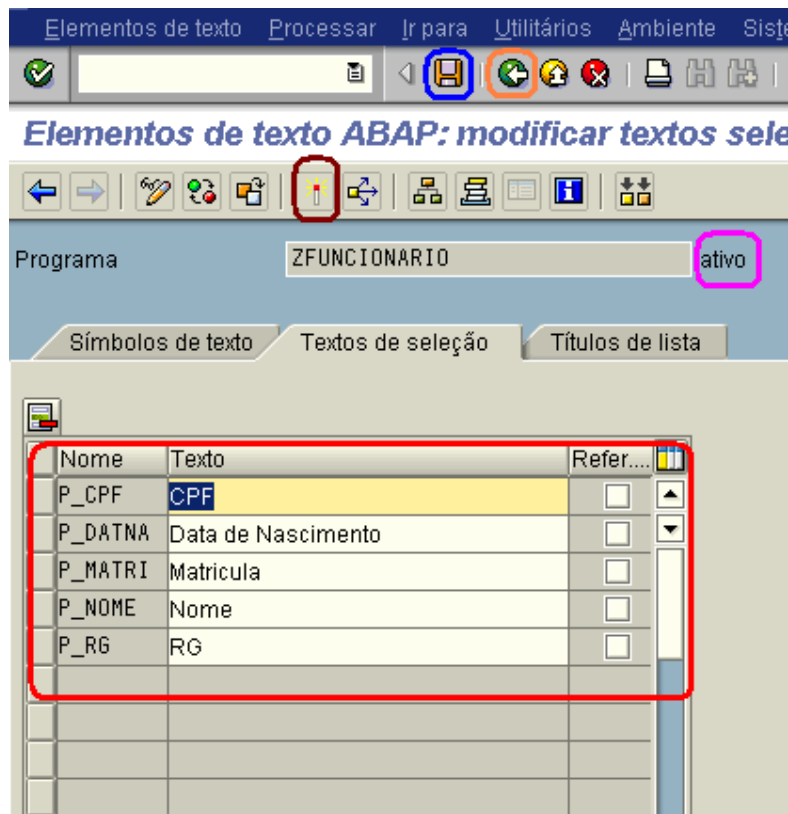 Elementos de texto Processar Ir para Utilitários Ambiente Siste
Elementos de texto ABAP: modificar textos sele
Programa ZFUNCIONARIO ativo
Símbolos de texto Textos de seleção Títulos de lista
Nome Texto Refer....
P_CPF CPF
P_DATNA Data de Nascimento
P_MATRI Matricula
P_NOME Nome
P_RG RG